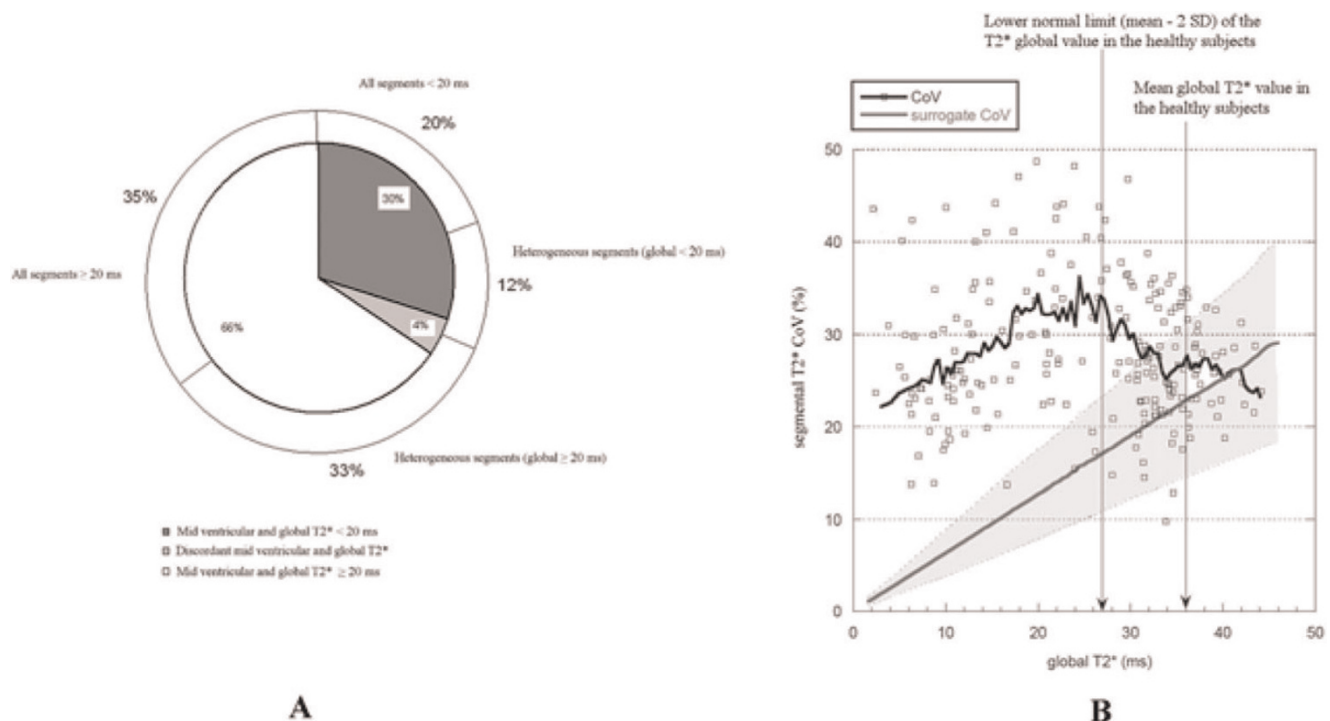 All segments < 20 ms
20%
30%
35%
Heterogeneous segments (global < 20 ms)
12%
All segments ≥ 20 ms
4%
66%
33%
Heterogeneous segments (global ≥ 20 ms)
Mid ventricular and global T2* < 20 ms
Discordant mid ventricular and global T2*
Mid ventricular and global T2* ≥ 20 ms
A
Lower normal limit (mean - 2 SD) of the
T2* global value in the healthy subjects
Mean global T2* value in
the healthy subjects
CoV
surrogate CoV
50
40
30
20
10
0
segmental T2* CoV (%)
0 10 20 30 40 50
global T2* (ms)
B